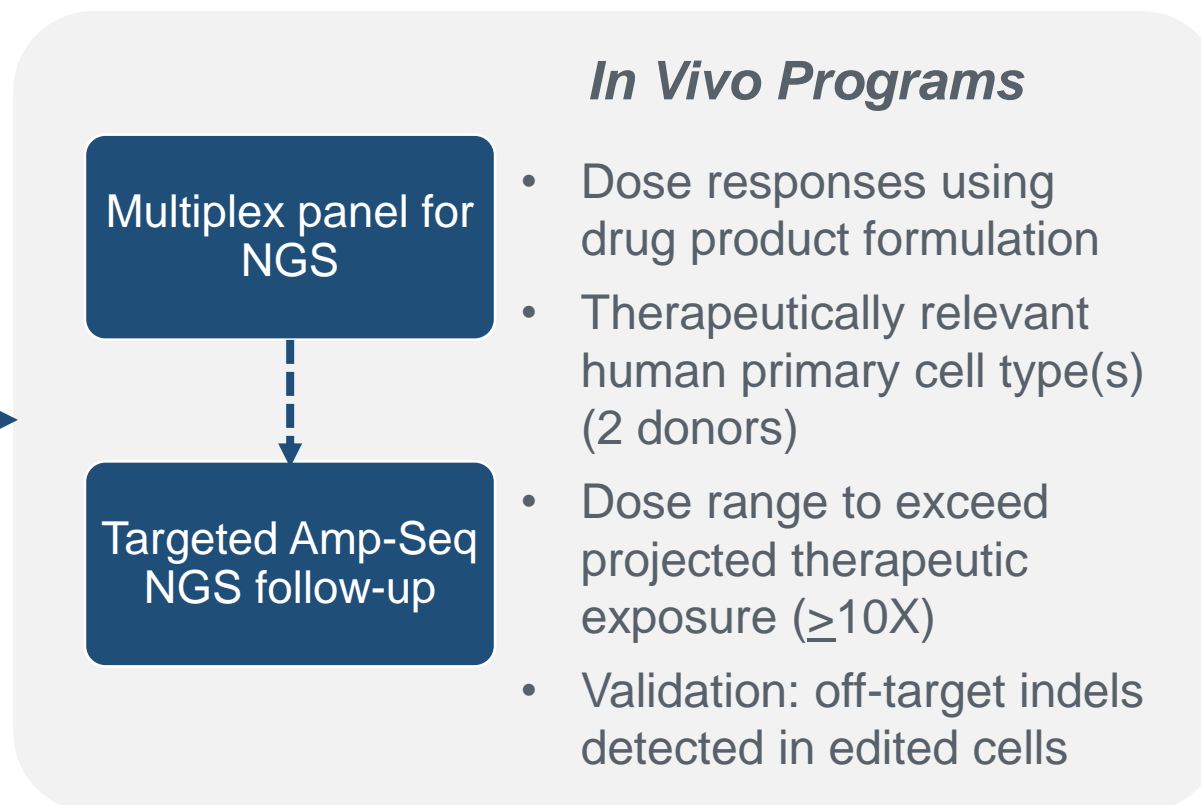 In Vivo Programs
Multiplex panel for
NGS
Targeted Amp-Seq
NGS follow-up
• Dose responses using
drug product formulation
• Therapeutically relevant
human primary cell type(s)
(2 donors)
• Dose range to exceed
projected therapeutic
exposure (≥10X)
• Validation: off-target indels
detected in edited cells